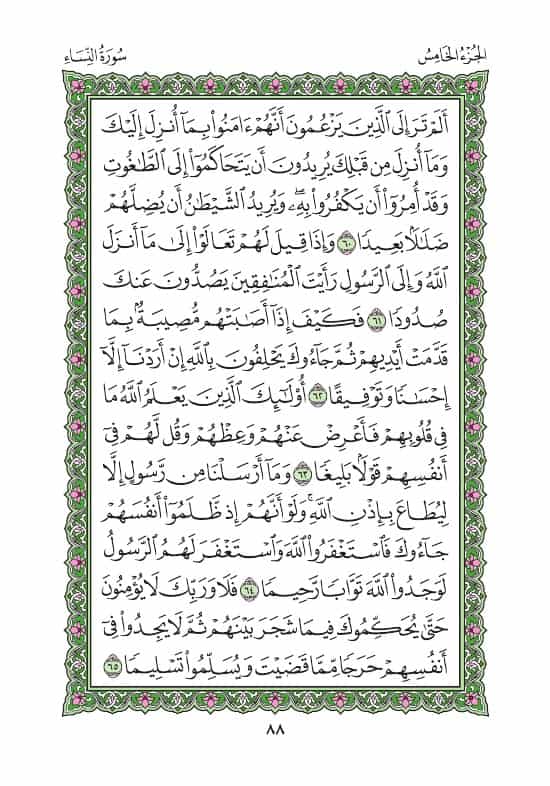 الجُزْءُ الخَامِسُ
سُورَةُ النِّسَاءِ
أَلَمْ تَرَ إِلَى ٱلَّذِينَ يَزْعُمُونَ أَنَّهُمْ ءَامَنُوا۟ بِمَآ أُنزِلَ إِلَيْكَ
وَمَآ أُنزِلَ مِن قَبْلِكَ يُرِيدُونَ أَن يَتَحَاكَمُوٓا۟ إِلَى ٱلطَّٰغُوتِ
وَقَدْ أُمِرُوٓا۟ أَن يَكْفُرُوا۟ بِهِۦۖ وَيُرِيدُ ٱلشَّيْطَٰنُ أَن يُضِلَّهُمْ
ضَلَٰلًۢا بَعِيدًا ٦٠ وَإِذَا قِيلَ لَهُمْ تَعَالَوْا۟ إِلَىٰ مَآ أَنزَلَ
ٱللَّهُ وَإِلَى ٱلرَّسُولِ رَأَيْتَ ٱلْمُنَٰفِقِينَ يَصُدُّونَ عَنكَ
صُدُودًا ٦١ فَكَيْفَ إِذَآ أَصَٰبَتْهُم مُّصِيبَةٌۢ بِمَا
قَدَّمَتْ أَيْدِيهِمْ ثُمَّ جَآءُوكَ يَحْلِفُونَ بِٱللَّهِ إِنْ أَرَدْنَآ إِلَّآ
إِحْسَٰنًا وَتَوْفِيقًا ٦٢ أُو۟لَٰٓئِكَ ٱلَّذِينَ يَعْلَمُ ٱللَّهُ مَا
فِى قُلُوبِهِمْ فَأَعْرِضْ عَنْهُمْ وَعِظْهُمْ وَقُل لَّهُمْ فِىٓ
أَنفُسِهِمْ قَوْلًۢا بَلِيغًا ٦٣ وَمَآ أَرْسَلْنَا مِن رَّسُولٍ إِلَّا
لِيُطَاعَ بِإِذْنِ ٱللَّهِۚ وَلَوْ أَنَّهُمْ إِذ ظَّلَمُوٓا۟ أَنفُسَهُمْ
جَآءُوكَ فَٱسْتَغْفَرُوا۟ ٱللَّهَ وَٱسْتَغْفَرَ لَهُمُ ٱلرَّسُولُ
لَوَجَدُوا۟ ٱللَّهَ تَوَّابًا رَّحِيمًا ٦٤ فَلَا وَرَبِّكَ لَا يُؤْمِنُونَ
حَتَّىٰ يُحَكِّمُوكَ فِيمَا شَجَرَ بَيْنَهُمْ ثُمَّ لَا يَجِدُوا۟ فِىٓ
أَنفُسِهِمْ حَرَجًا مِّمَّا قَضَيْتَ وَيُسَلِّمُوا۟ تَسْلِيمًا ٦٥
٨٨